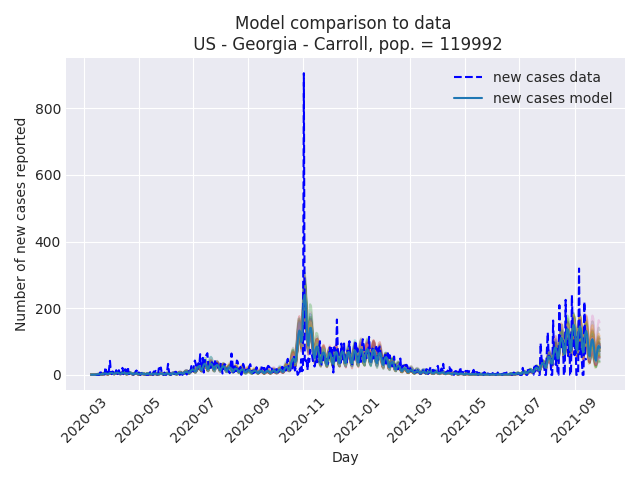 Model comparison to data
US - Georgia - Carroll, pop. = 119992
new cases data
new cases model
Number of new cases reported
800
600
400
200
0
2020-03
2020-05
2020-07
2020-09
2020-11
2021-01
2021-03
2021-05
2021-07
2021-09
Day